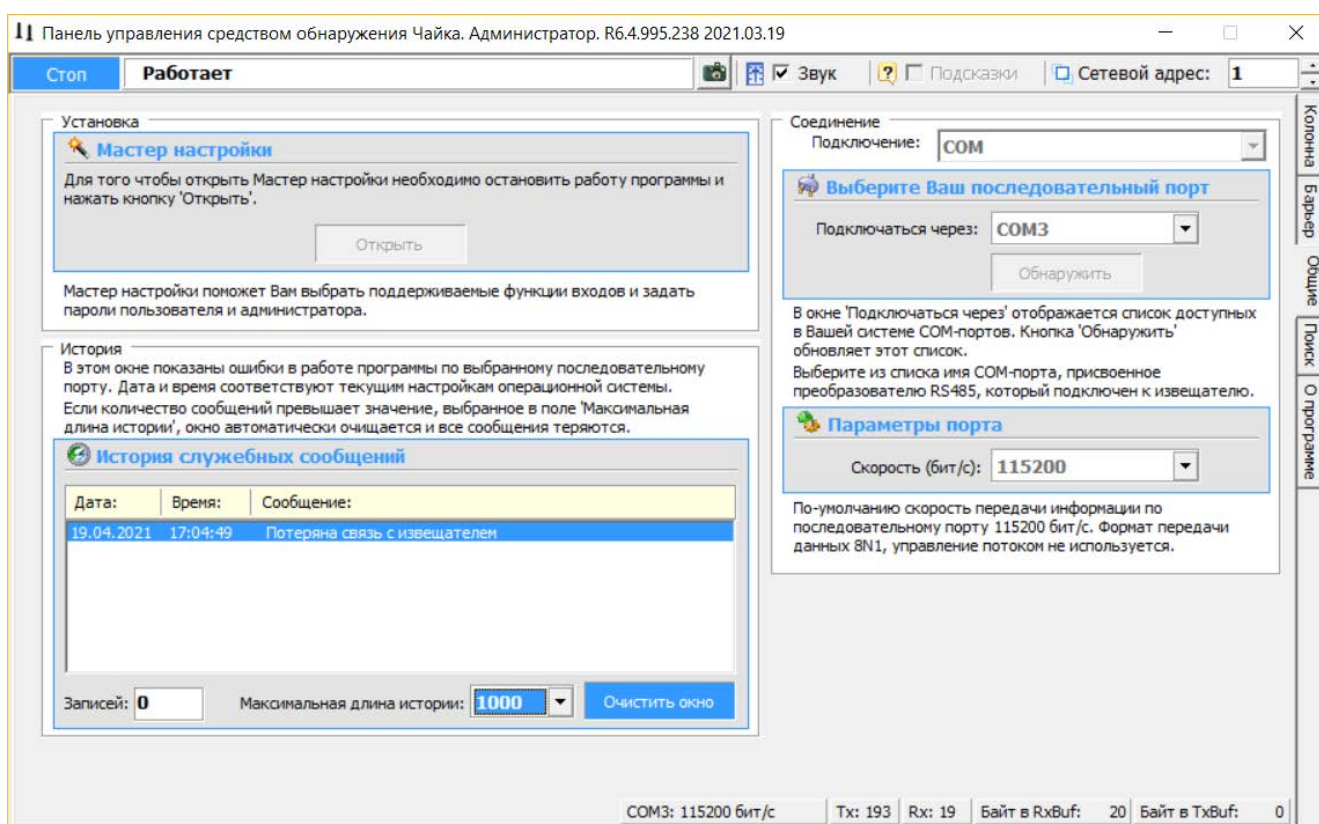 Панель управления средством обнаружения Чайка. Администратор. R6.4.995.238 2021.03.19
Стоп Работает Звук Подсказки Сетевой адрес: 1
Установка
Мастер настройки
Для того чтобы открыть Мастер настройки необходимо остановить работу программы и
нажать кнопку 'Открыть'.
Открыть
Мастер настройки поможет Вам выбрать поддерживаемые функции входов и задать
пароли пользователя и администратора.
История
В этом окне показаны ошибки в работе программы по выбранному последовательному
порту. Дата и время соответствуют текущим настройкам операционной системы.
Если количество сообщений превышает значение, выбранное в поле 'Максимальная
длина истории', окно автоматически очищается и все сообщения теряются.
История служебных сообщений
Дата: Время: Сообщение:
19.04.2021 17:04:49 Потеряна связь с извещателем
Записей: 0 Максимальная длина истории: 1000 Очистить окно
Соединение
Подключение: COM
Выберите Ваш последовательный порт
Подключаться через: COM3
Обнаружить
В окне 'Подключаться через' отображается список доступных
в Вашей системе COM-портов. Кнопка 'Обнаружить'
обновляет этот список.
Выберите из списка имя COM-порта, присвоенное
преобразователю RS485, который подключен к извещателю.
Параметры порта
Скорость (бит/с): 115200
По-умолчанию скорость передачи информации по
последовательному порту 115200 бит/с. Формат передачи
данных 8N1, управление потоком не используется.
Колонна
Барьер
Общие
Поиск
О программе
COM3: 115200 бит/с Tx: 193 Rx: 19 Байт в RxBuf: 20 Байт в TxBuf: 0